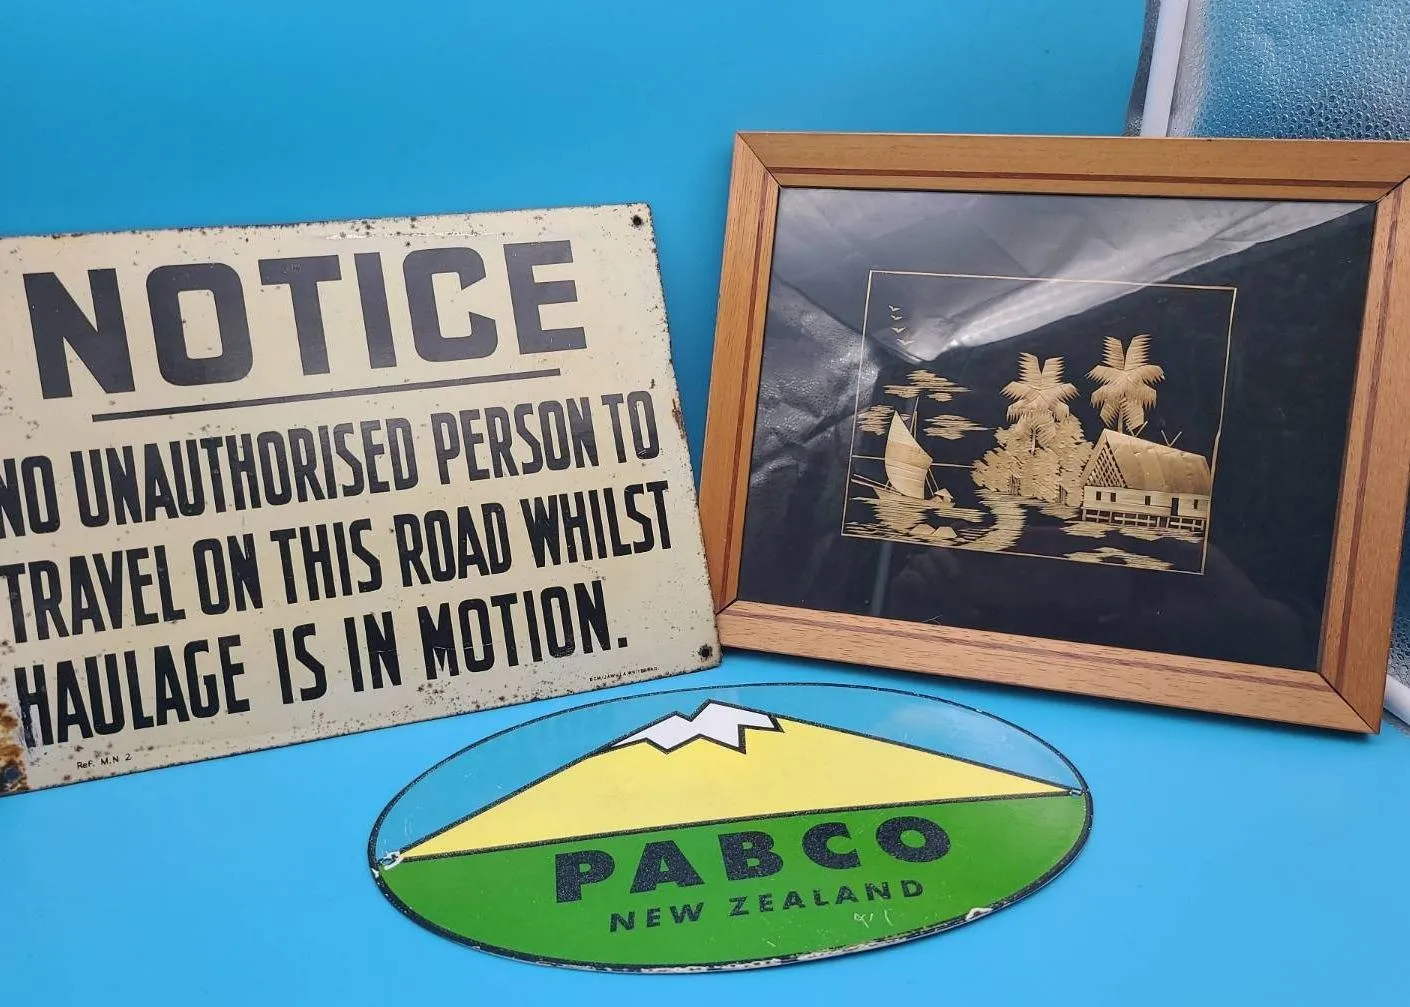 NOTICE
NO UNAUTHORISED PERSON TO
TRAVEL ON THIS ROAD WHILST
HAULAGE IS IN MOTION.
Ref. M.N 2
PABCO
NEW ZEALAND